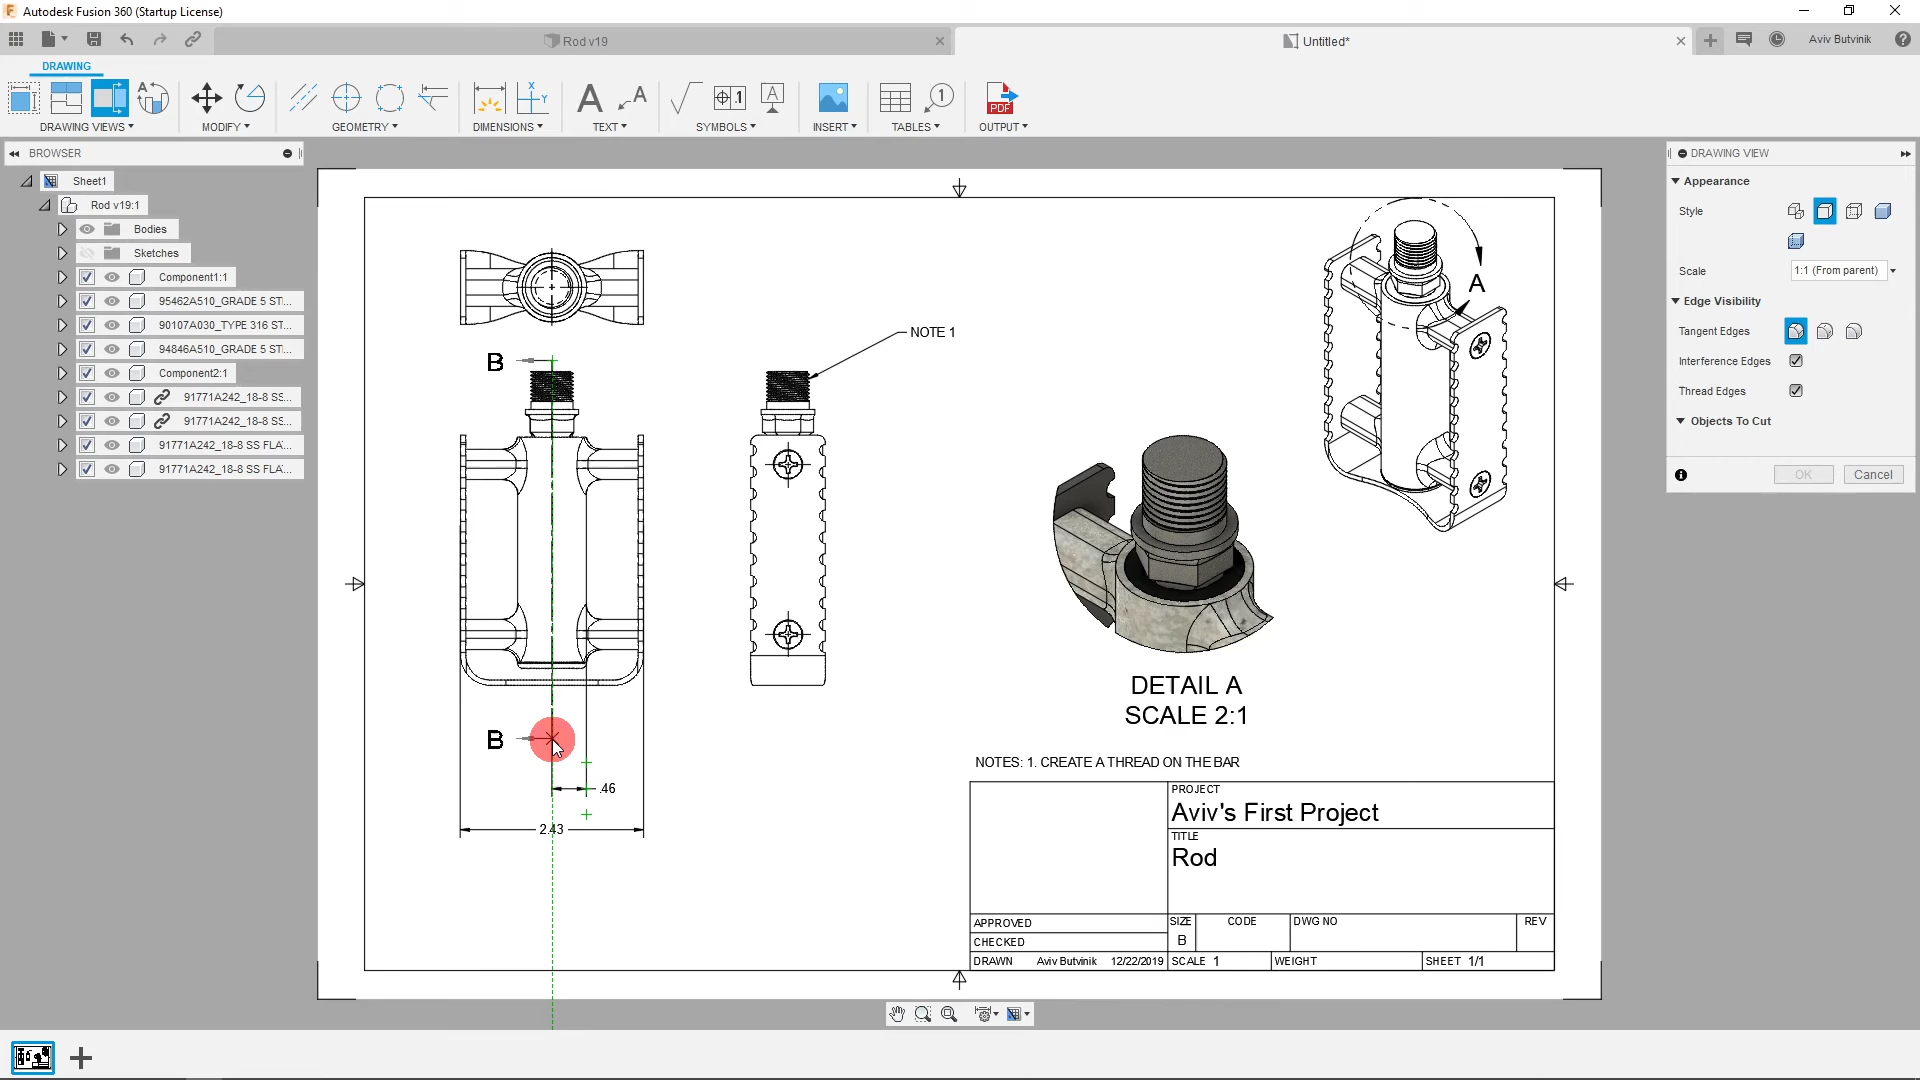 Autodesk Fusion 360 (Startup License)
Rod v19
Untitled*
Aviv Butvinik
DRAWING
DRAWING VIEWS
MODIFY
GEOMETRY
DIMENSIONS
TEXT
SYMBOLS
INSERT
TABLES
OUTPUT
PDF
BROWSER
Sheet1
Rod v19:1
Bodies
Sketches
Component1:1
95462A510_GRADE 5 ST...
90107A030_TYPE 316 ST...
94846A510_GRADE 5 ST...
Component2:1
91771A242_18-8 SS...
91771A242_18-8 SS...
91771A242_18-8 SS FLA'...
91771A242_18-8 SS FLA'...
B
B
.46
2.43
NOTE 1
A
DETAIL A
SCALE 2:1
NOTES: 1. CREATE A THREAD ON THE BAR
PROJECT
Aviv's First Project
TITLE
Rod
APPROVED
CHECKED
DRAWN Aviv Butvinik 12/22/2019
SIZE
B
CODE
DWG NO
REV
SCALE 1
WEIGHT
SHEET 1/1
DRAWING VIEW
Appearance
Style
Scale 1:1 (From parent)
Edge Visibility
Tangent Edges
Interference Edges
Thread Edges
Objects To Cut
OK Cancel